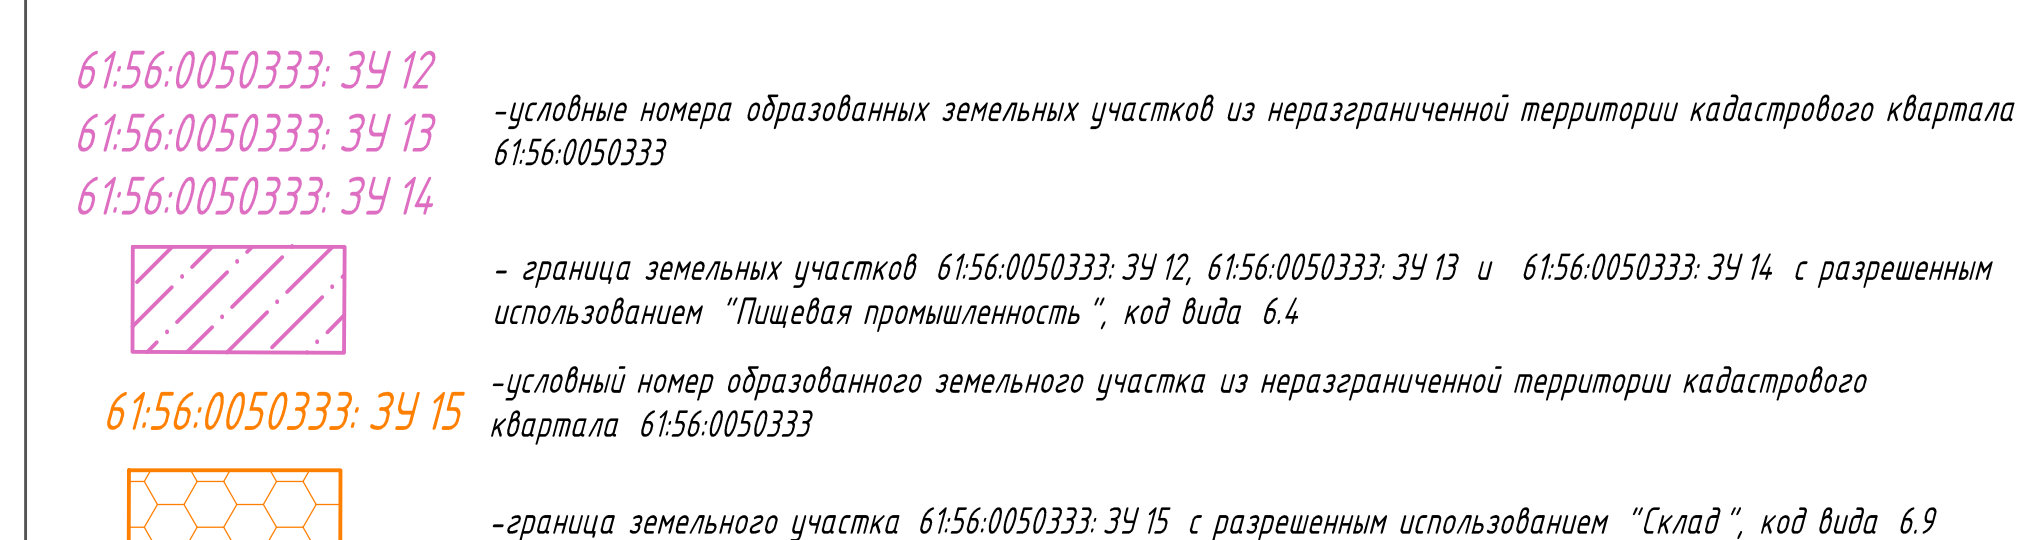 61:56:0050333: ЗУ 12
61:56:0050333: ЗУ 13
61:56:0050333: ЗУ 14
-условные номера образованных земельных участков из неразграниченной территории кадастрового квартала
61:56:0050333
- граница земельных участков 61:56:0050333: ЗУ 12, 61:56:0050333: ЗУ 13 и 61:56:0050333: ЗУ 14 с разрешенным
использованием "Пищевая промышленность", код вида 6.4
61:56:0050333: ЗУ 15
-условный номер образованного земельного участка из неразграниченной территории кадастрового
квартала 61:56:0050333
-граница земельного участка 61:56:0050333: ЗУ 15 с разрешенным использованием "Склад", код вида 6.9